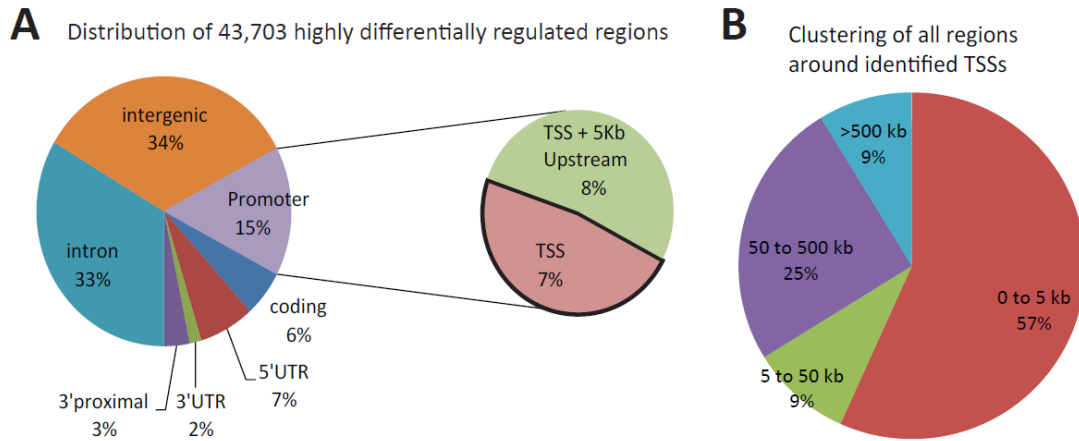 A
Distribution of 43,703 highly differentially regulated regions
intergenic
34%
Promoter
15%
intron
33%
coding
6%
5'UTR
7%
3'UTR
2%
3'proximal
3%
TSS + 5Kb
Upstream
8%
TSS
7%
B
Clustering of all regions
around identified TSSs
>500 kb
9%
50 to 500 kb
25%
0 to 5 kb
57%
5 to 50 kb
9%